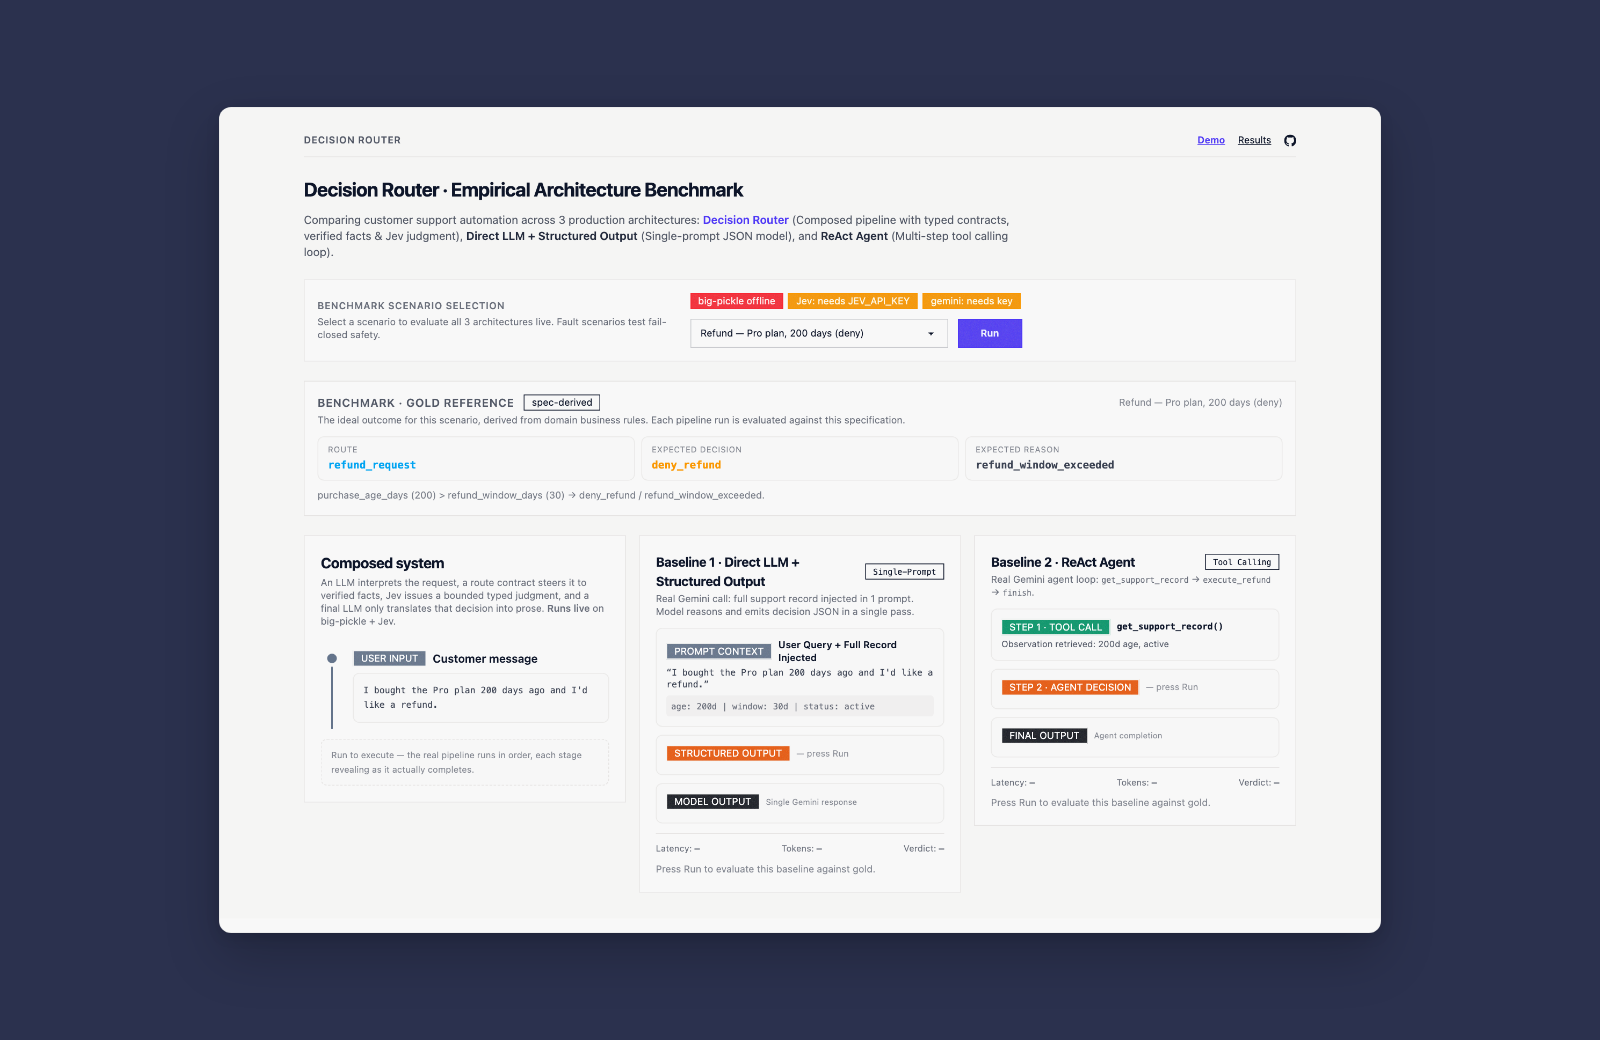 DECISION ROUTER
Demo Results
Decision Router · Empirical Architecture Benchmark
Comparing customer support automation across 3 production architectures: Decision Router (Composed pipeline with typed contracts,
verified facts & Jev judgment), Direct LLM + Structured Output (Single-prompt JSON model), and ReAct Agent (Multi-step tool calling
loop).
BENCHMARK SCENARIO SELECTION
Select a scenario to evaluate all 3 architectures live. Fault scenarios test fail-
closed safety.
big-pickle offline Jev: needs JEV_API_KEY gemini: needs key
Refund — Pro plan, 200 days (deny) Run
BENCHMARK · GOLD REFERENCE spec-derived Refund — Pro plan, 200 days (deny)
The ideal outcome for this scenario, derived from domain business rules. Each pipeline run is evaluated against this specification.
ROUTE
refund_request
EXPECTED DECISION
deny_refund
EXPECTED REASON
refund_window_exceeded
purchase_age_days (200) > refund_window_days (30) → deny_refund / refund_window_exceeded.
Composed system
An LLM interprets the request, a route contract steers it to
verified facts, Jev issues a bounded typed judgment, and a
final LLM only translates that decision into prose. Runs live on
big-pickle + Jev.
USER INPUT Customer message
I bought the Pro plan 200 days ago and I'd
like a refund.
Run to execute — the real pipeline runs in order, each stage
revealing as it actually completes.
Baseline 1 · Direct LLM +
Structured Output
Single-Prompt
Real Gemini call: full support record injected in 1 prompt.
Model reasons and emits decision JSON in a single pass.
PROMPT CONTEXT User Query + Full Record
Injected
“I bought the Pro plan 200 days ago and I'd like a
refund.”
age: 200d | window: 30d | status: active
STRUCTURED OUTPUT — press Run
MODEL OUTPUT Single Gemini response
Latency: — Tokens: — Verdict: —
Press Run to evaluate this baseline against gold.
Baseline 2 · ReAct Agent Tool Calling
Real Gemini agent loop: get_support_record → execute_refund
→ finish.
STEP 1 · TOOL CALL get_support_record()
Observation retrieved: 200d age, active
STEP 2 · AGENT DECISION — press Run
FINAL OUTPUT Agent completion
Latency: — Tokens: — Verdict: —
Press Run to evaluate this baseline against gold.